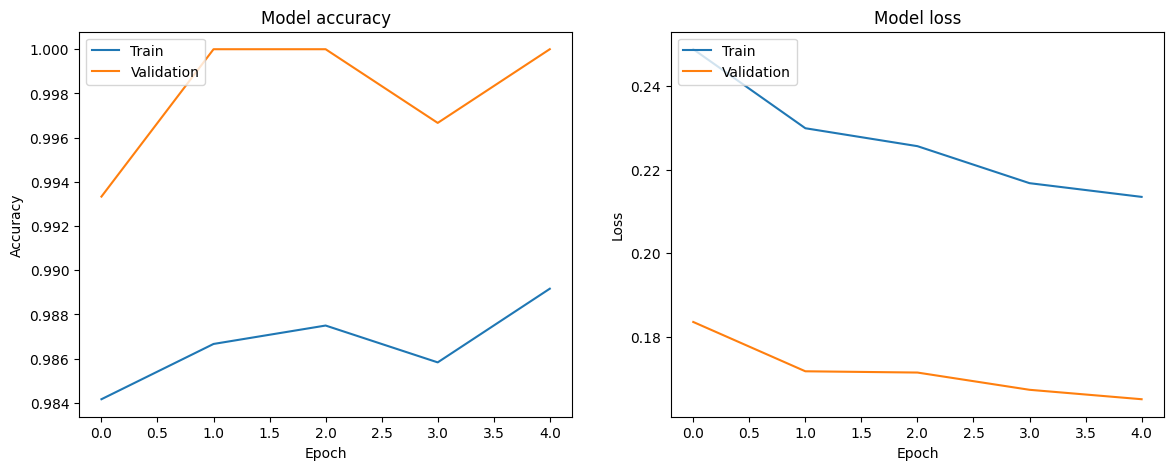 Model accuracy
Train
Validation
1.000
0.998
0.996
0.994
0.992
0.990
0.988
0.986
0.984
Accuracy
0.0 0.5 1.0 1.5 2.0 2.5 3.0 3.5 4.0
Epoch
Model loss
Train
Validation
0.24
0.22
0.20
0.18
Loss
0.0 0.5 1.0 1.5 2.0 2.5 3.0 3.5 4.0
Epoch